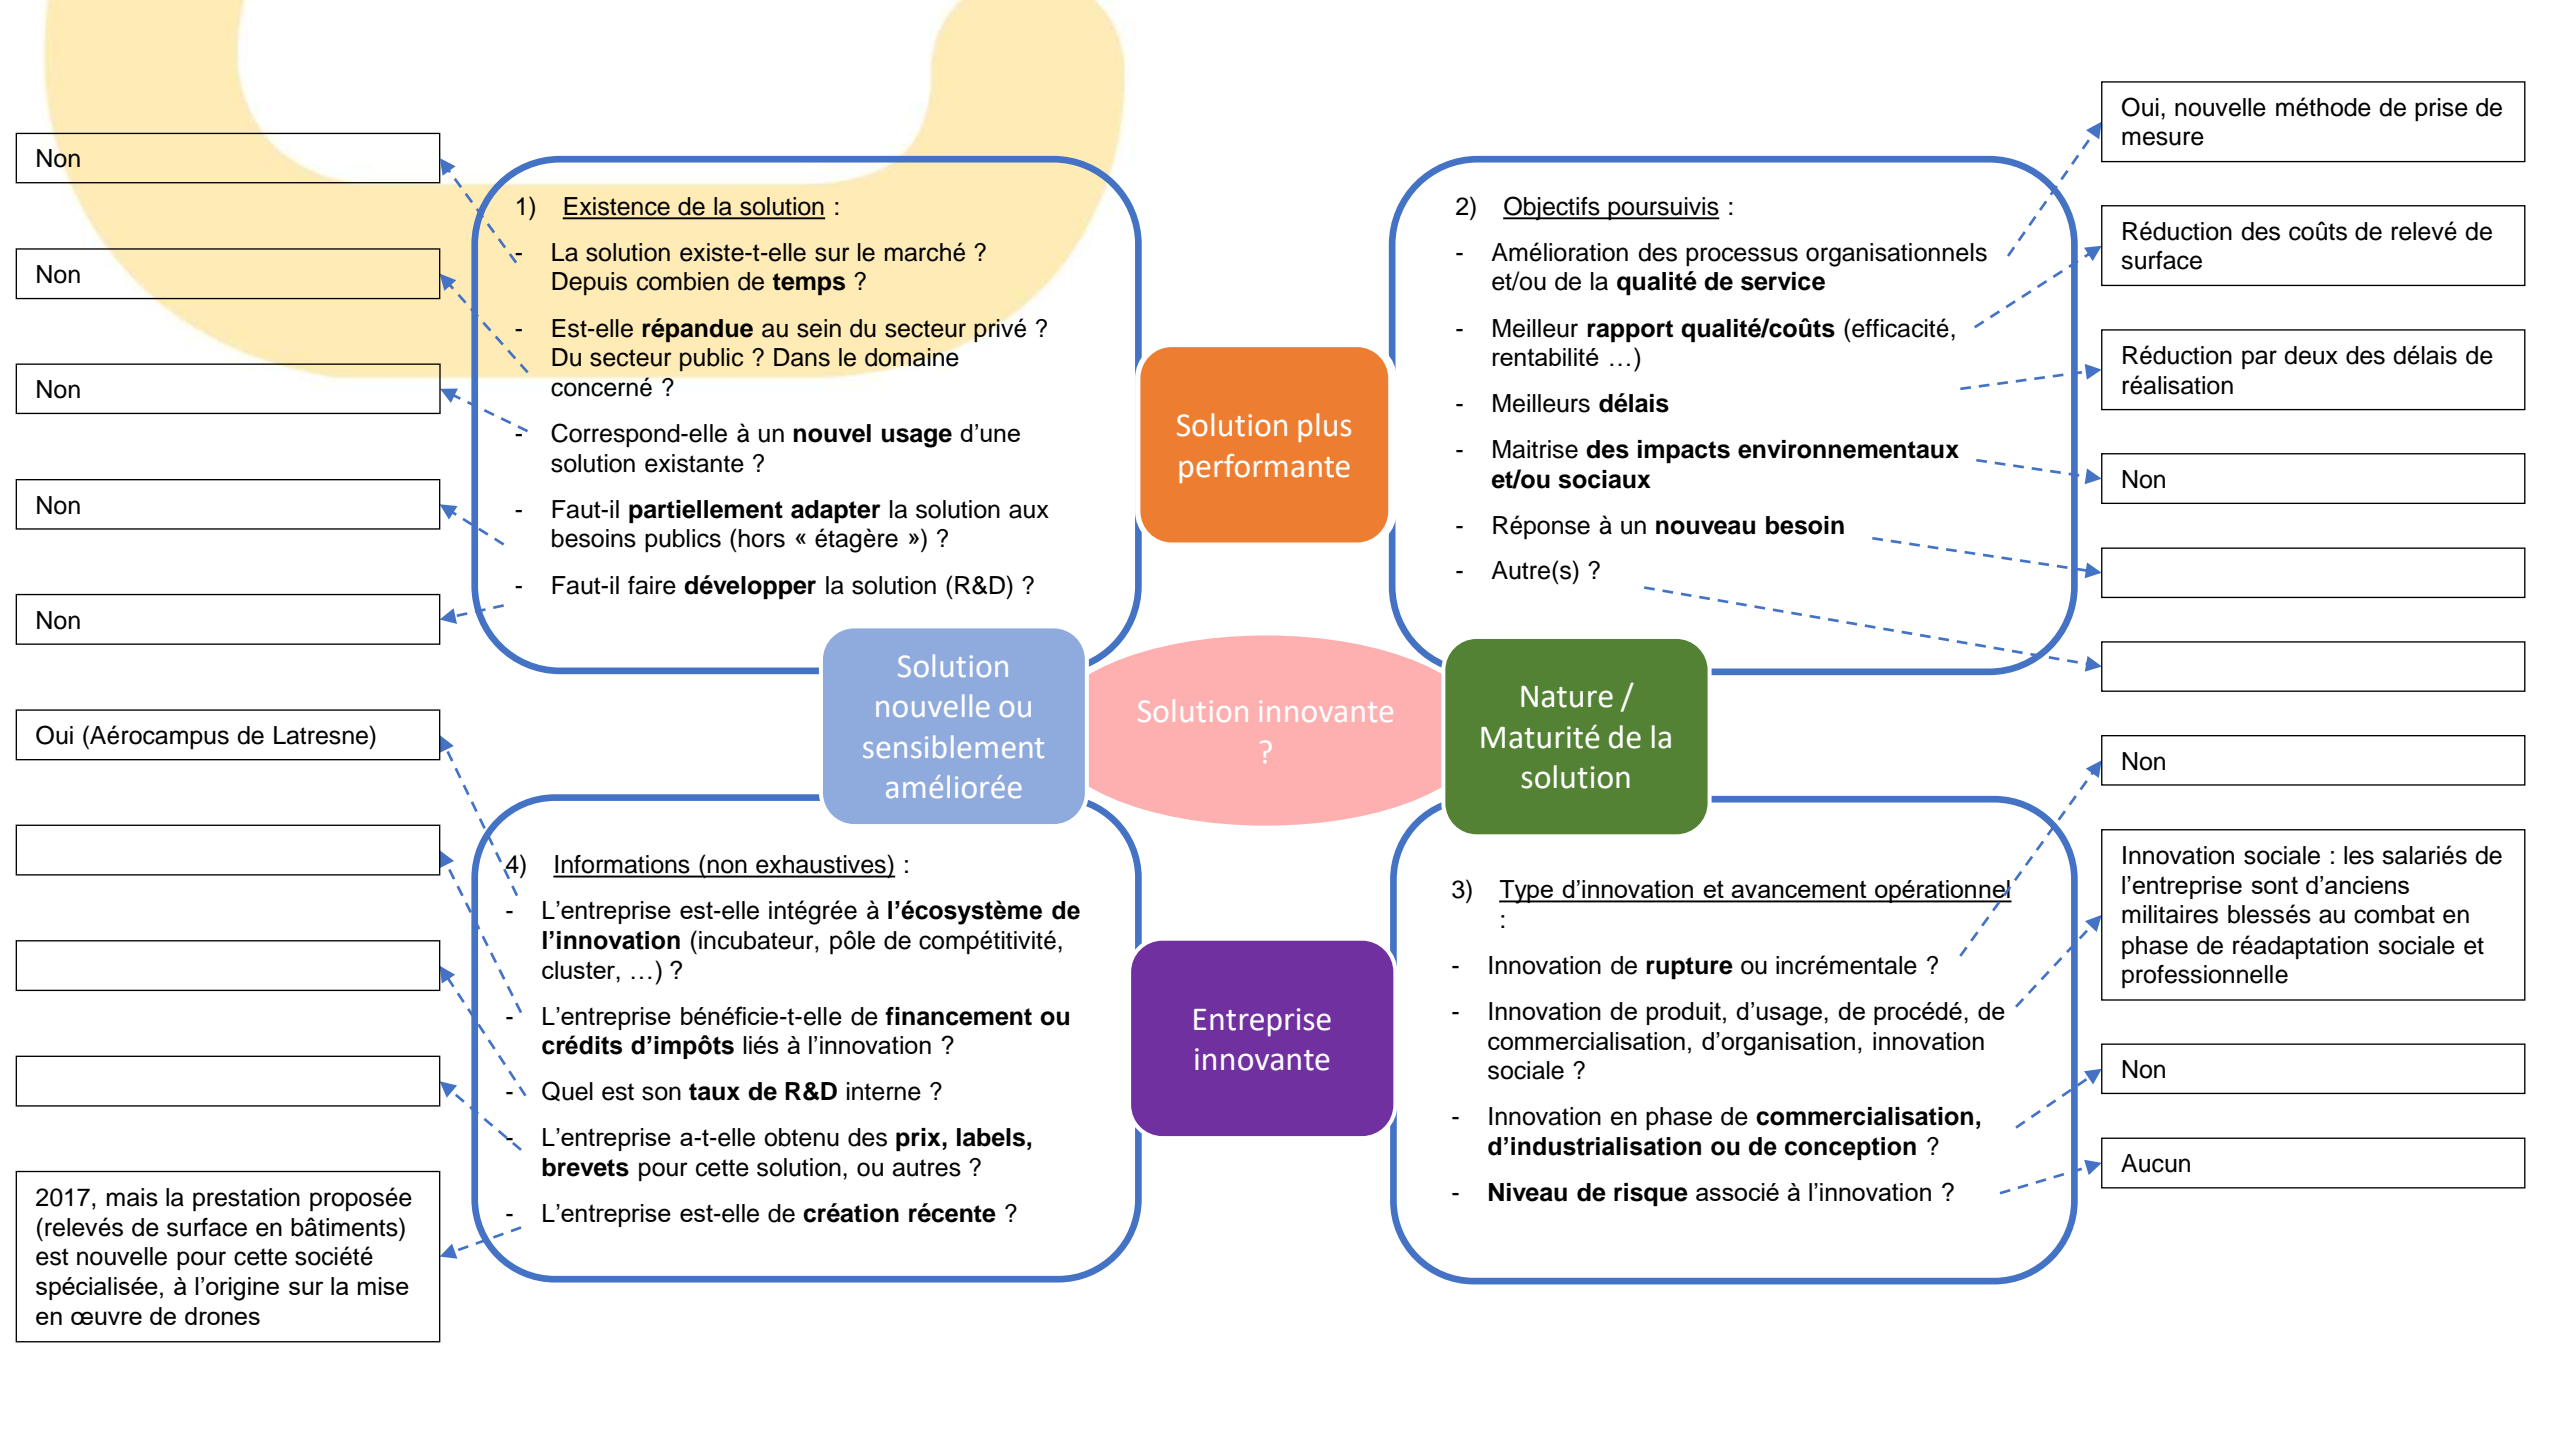 Non
Non
Non
Non
Non
Oui (Aérocampus de Latresne)
2017, mais la prestation proposée
(relevés de surface en bâtiments)
est nouvelle pour cette société
spécialisée, à l’origine sur la mise
en œuvre de drones
1) Existence de la solution :
- La solution existe-t-elle sur le marché ?
Depuis combien de temps ?
- Est-elle répandue au sein du secteur privé ?
Du secteur public ? Dans le domaine
concerné ?
- Correspond-elle à un nouvel usage d’une
solution existante ?
- Faut-il partiellement adapter la solution aux
besoins publics (hors « étagère ») ?
- Faut-il faire développer la solution (R&D) ?
Solution plus
performante
2) Objectifs poursuivis :
- Amélioration des processus organisationnels
et/ou de la qualité de service
- Meilleur rapport qualité/coûts (efficacité,
rentabilité …)
- Meilleurs délais
- Maitrise des impacts environnementaux
et/ou sociaux
- Réponse à un nouveau besoin
- Autre(s) ?
Solution
nouvelle ou
sensiblement
améliorée
Solution innovante
?
Nature /
Maturité de la
solution
4) Informations (non exhaustives) :
- L’entreprise est-elle intégrée à l’écosystème de
l’innovation (incubateur, pôle de compétitivité,
cluster, …) ?
- L’entreprise bénéficie-t-elle de financement ou
crédits d’impôts liés à l’innovation ?
- Quel est son taux de R&D interne ?
- L’entreprise a-t-elle obtenu des prix, labels,
brevets pour cette solution, ou autres ?
- L’entreprise est-elle de création récente ?
Entreprise
innovante
3) Type d’innovation et avancement opérationnel
:
- Innovation de rupture ou incrémentale ?
- Innovation de produit, d’usage, de procédé, de
commercialisation, d’organisation, innovation
sociale ?
- Innovation en phase de commercialisation,
d’industrialisation ou de conception ?
- Niveau de risque associé à l’innovation ?
Oui, nouvelle méthode de prise de
mesure
Réduction des coûts de relevé de
surface
Réduction par deux des délais de
réalisation
Non
Non
Innovation sociale : les salariés de
l’entreprise sont d’anciens
militaires blessés au combat en
phase de réadaptation sociale et
professionnelle
Non
Aucun